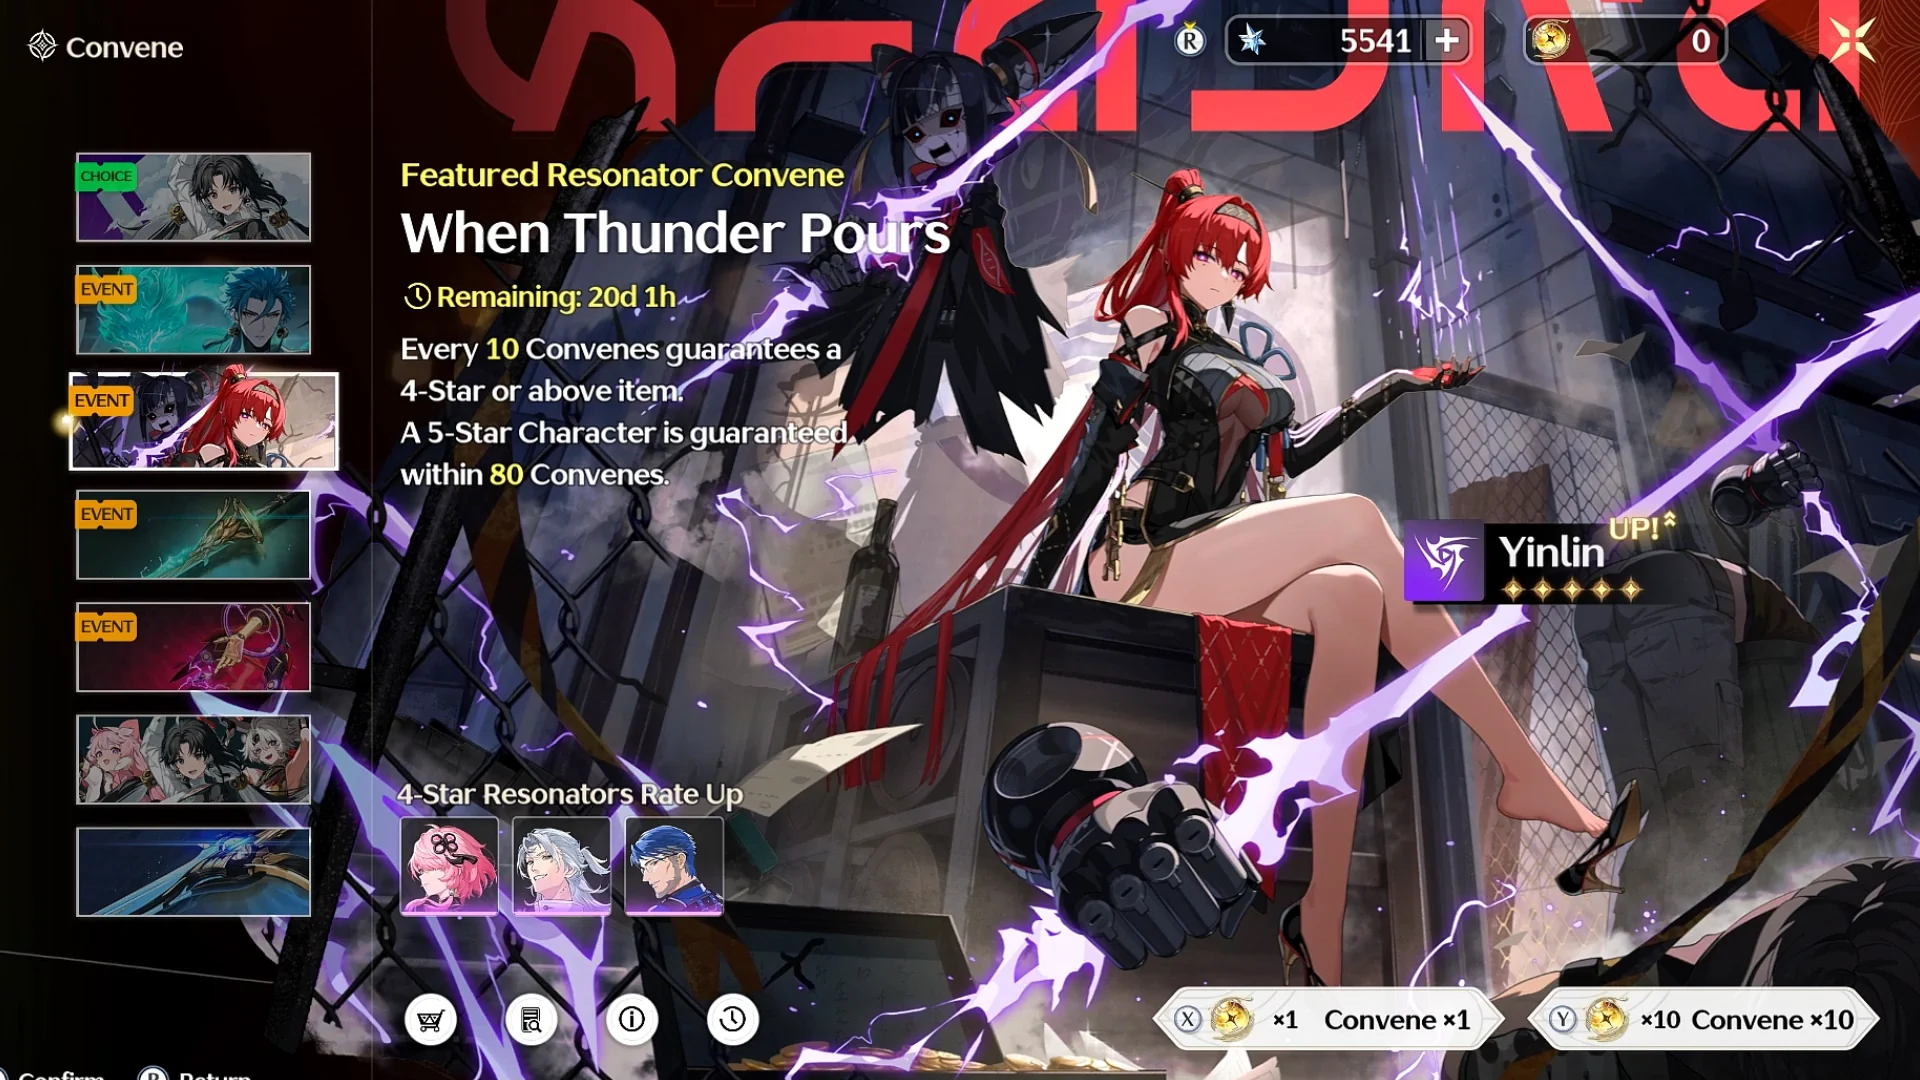 Convene
R
5541
0
CHOICE
EVENT
EVENT
EVENT
EVENT
Featured Resonator Convene
When Thunder Pours
Remaining: 20d 1h
Every 10 Convenes guarantees a
4-Star or above item.
A 5-Star Character is guaranteed
within 80 Convenes.
UP!
Yinlin
4-Star Resonators Rate Up
X ×1 Convene ×1
Y ×10 Convene ×10
Confirm B Return